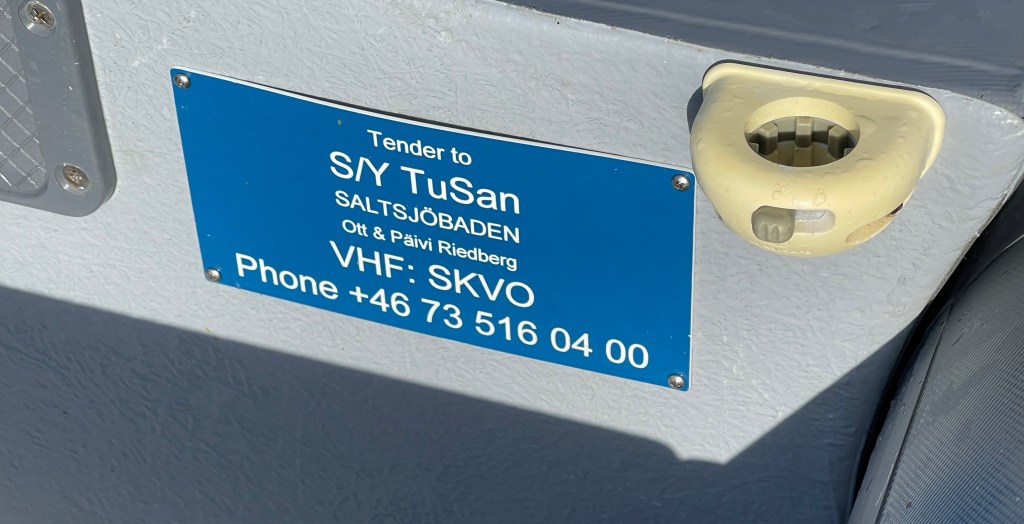 Tender to
S/Y TuSan
SALTSJÖBADEN
Ott & Päivi Riedberg
VHF: SKVO
Phone +46 73 516 04 00